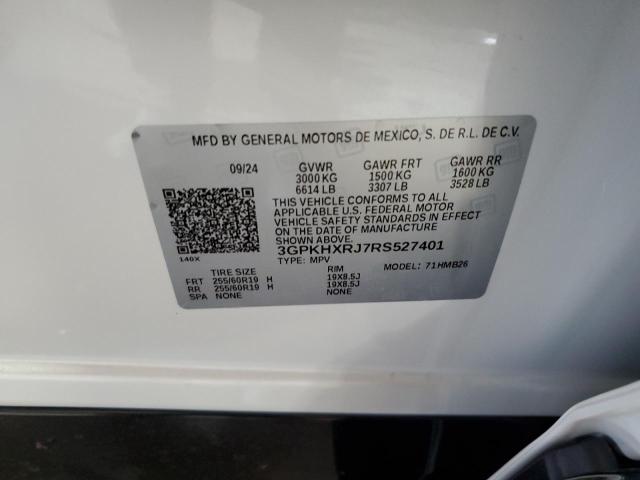 MFD BY GENERAL MOTORS DE MEXICO, S. DE R.L. DE C.V.
09/24 GVWR GAWR FRT GAWR RR
3000 KG 1500 KG 1600 KG
6614 LB 3307 LB 3528 LB
THIS VEHICLE CONFORMS TO ALL
APPLICABLE U.S. FEDERAL MOTOR
VEHICLE SAFETY STANDARDS IN EFFECT
ON THE DATE OF MANUFACTURE
SHOWN ABOVE
140X 3GPKHXRJ7RS527401
TYPE: MPV MODEL: 71HMB26
TIRE SIZE RIM
FRT 255/60R19 H 19X8.5J
RR 255/60R19 H 19X8.5J
SPA NONE NONE